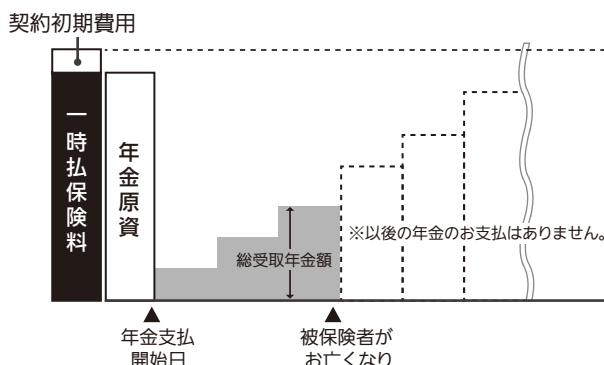 契約初期費用
一時払保険料
年金原資
※以後の年金のお支払はありません。
総受取年金額
年金支払
開始日
被保険者が
お亡くなり